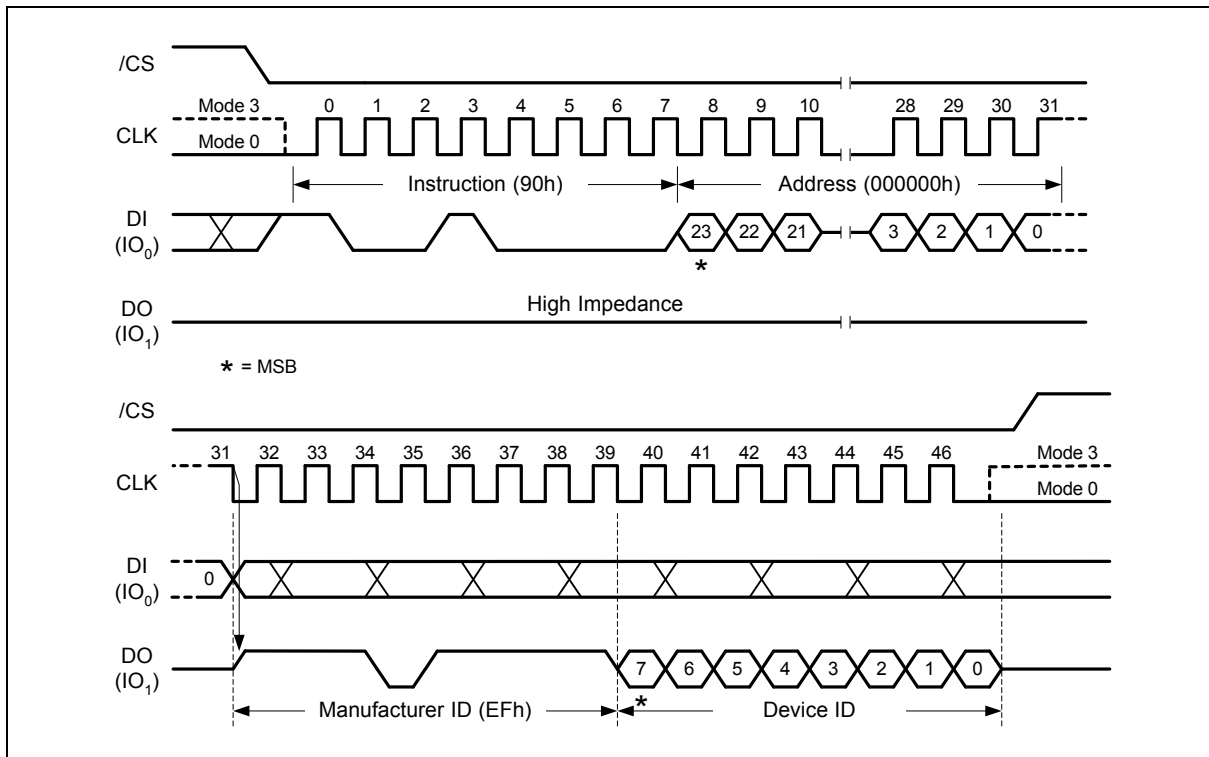 /CS
Mode 3 0 1 2 3 4 5 6 7 8 9 10 28 29 30 31
CLK
Mode 0
Instruction (90h) Address (000000h)
DI
(IO0) 23 22 21 3 2 1 0
*
High Impedance
DO
(IO1)
* = MSB
/CS
31 32 33 34 35 36 37 38 39 40 41 42 43 44 45 46 Mode 3
CLK
Mode 0
DI
(IO0) 0
DO
(IO1) 7 6 5 4 3 2 1 0
*
Manufacturer ID (EFh) Device ID